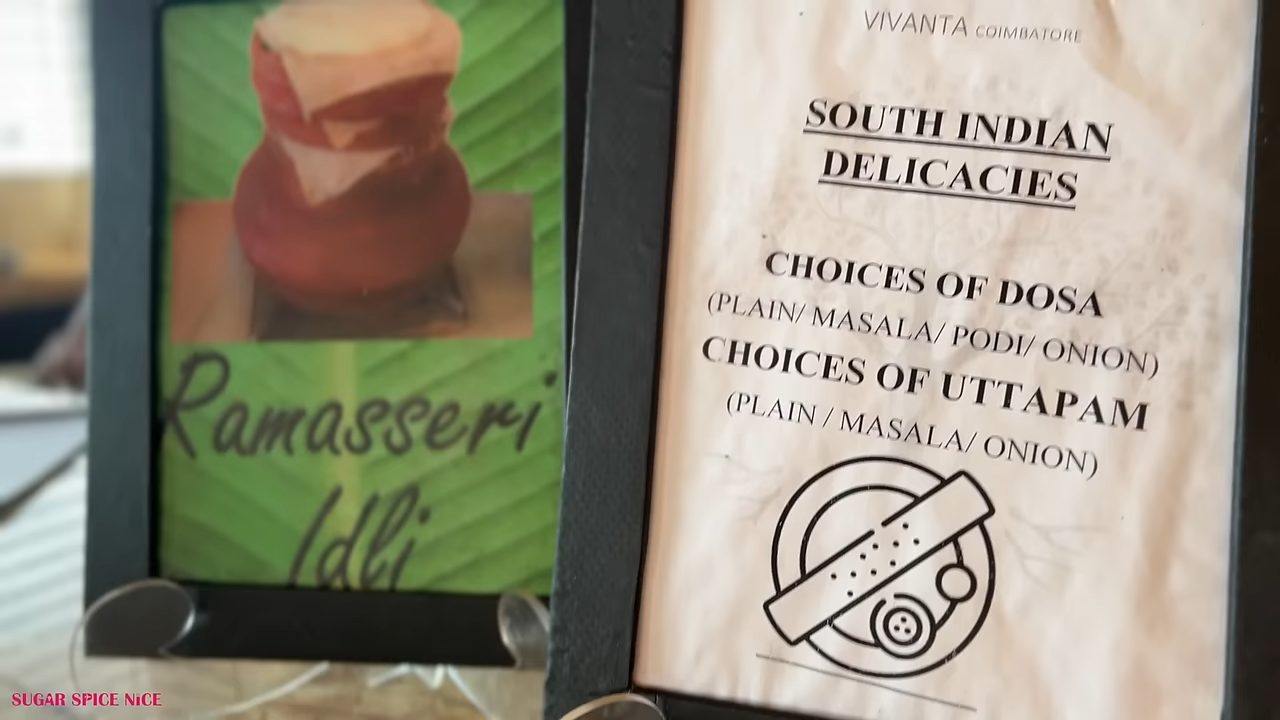 Ramasseri
Idli
VIVANTA COIMBATORE
SOUTH INDIAN
DELICACIES
CHOICES OF DOSA
(PLAIN/ MASALA/ PODI/ ONION)
CHOICES OF UTTAPAM
(PLAIN / MASALA/ ONION)
SUGAR SPICE NiCE